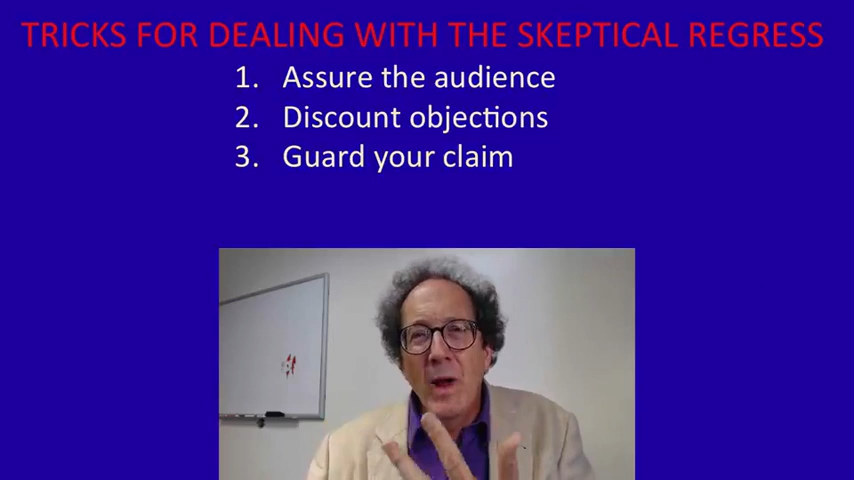 TRICKS FOR DEALING WITH THE SKEPTICAL REGRESS
1. Assure the audience
2. Discount objections
3. Guard your claim